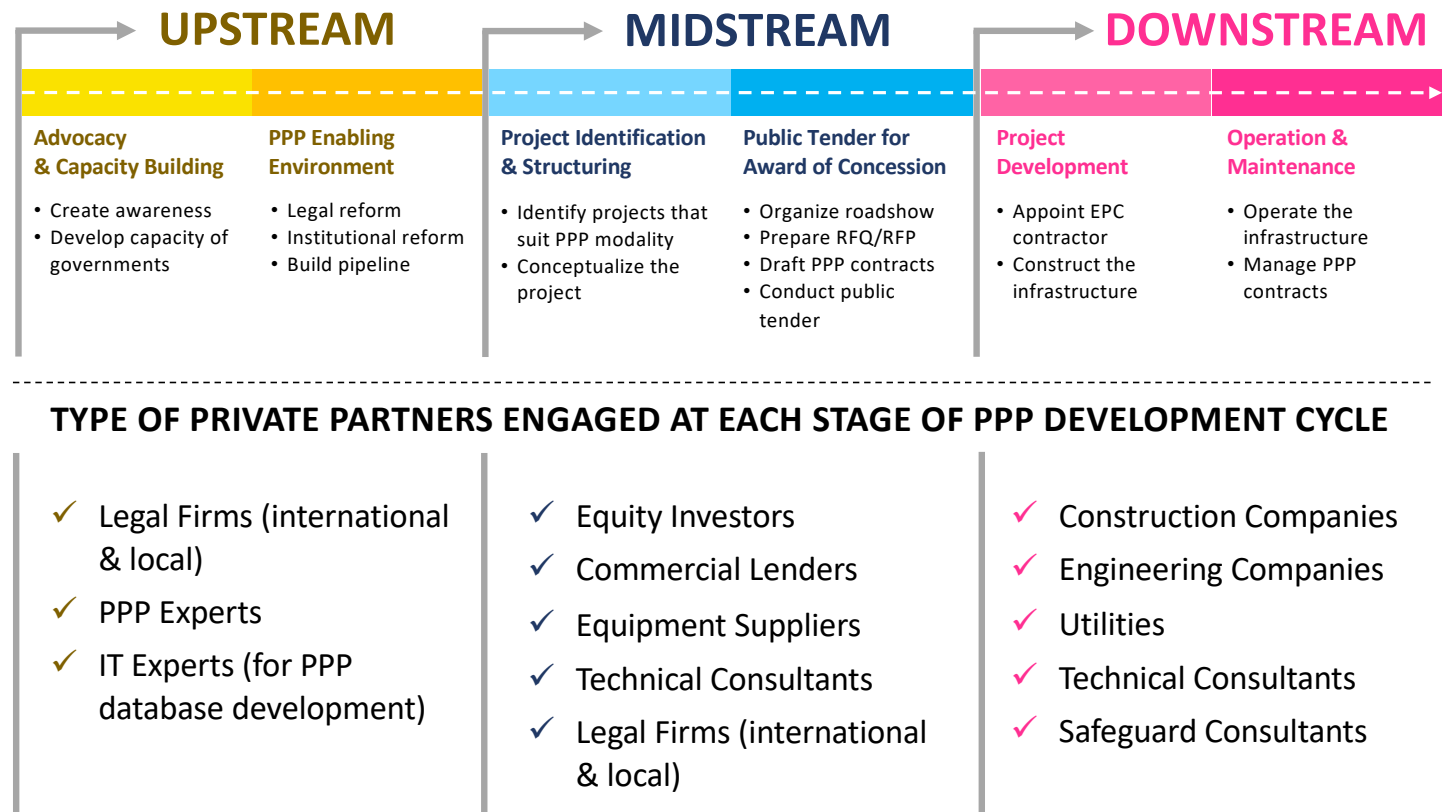 UPSTREAM
MIDSTREAM
DOWNSTREAM
Advocacy
& Capacity Building
• Create awareness
• Develop capacity of
governments
PPP Enabling
Environment
• Legal reform
• Institutional reform
• Build pipeline
Project Identification
& Structuring
• Identify projects that
suit PPP modality
• Conceptualize the
project
Public Tender for
Award of Concession
• Organize roadshow
• Prepare RFQ/RFP
• Draft PPP contracts
• Conduct public
tender
Project
Development
• Appoint EPC
contractor
• Construct the
infrastructure
Operation &
Maintenance
• Operate the
infrastructure
• Manage PPP
contracts
TYPE OF PRIVATE PARTNERS ENGAGED AT EACH STAGE OF PPP DEVELOPMENT CYCLE
✓ Legal Firms (international
& local)
✓ PPP Experts
✓ IT Experts (for PPP
database development)
✓ Equity Investors
✓ Commercial Lenders
✓ Equipment Suppliers
✓ Technical Consultants
✓ Legal Firms (international
& local)
✓ Construction Companies
✓ Engineering Companies
✓ Utilities
✓ Technical Consultants
✓ Safeguard Consultants